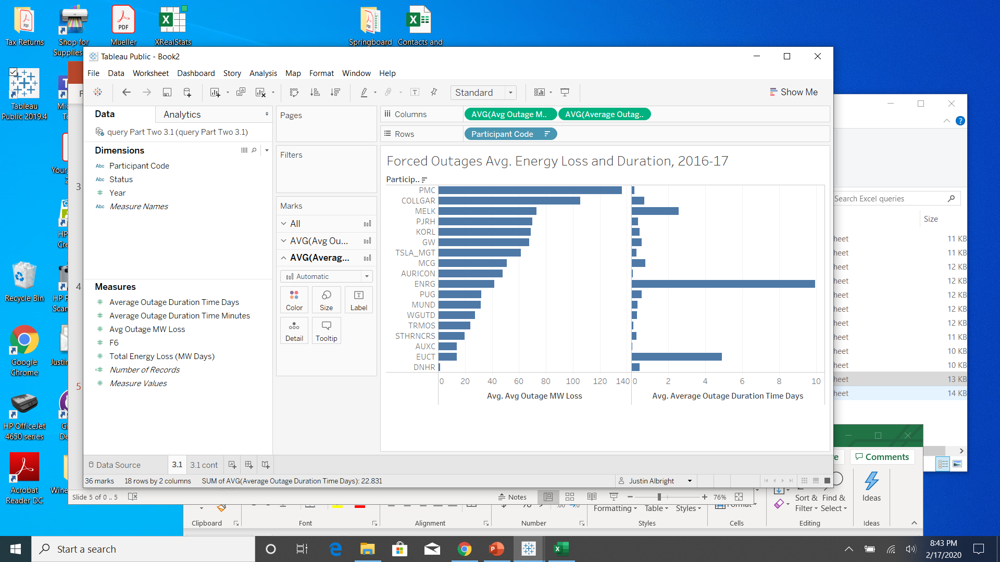 Tax Returns
Shop for
Supplies
Mueller
XRealStats
Springboard
Contacts and
Tableau
Public 2019.4
Recycle Bin
Google
Chrome
HP OfficeJet
4650 series
Acrobat
Reader DC
3
4
5
Tableau Public - Book2
File Data Worksheet Dashboard Story Analysis Map Format Window Help
Standard
Show Me
Data
Analytics
query Part Two 3.1 (query Part Two 3.1)
Dimensions
Abc Participant Code
Abc Status
# Year
Abc Measure Names
Measures
# Average Outage Duration Time Days
# Average Outage Duration Time Minutes
# Avg Outage MW Loss
# F6
# Total Energy Loss (MW Days)
=# Number of Records
# Measure Values
Pages
Filters
Marks
All
AVG(Avg Ou...
AVG(Averag...
Automatic
Color
Size
Label
Detail
Tooltip
Columns
AVG(Avg Outage M..
AVG(Average Outag..
Rows
Participant Code
Forced Outages Avg. Energy Loss and Duration, 2016-17
Particip..
PMC
COLLGAR
MELK
PJRH
KORL
GW
TSLA_MGT
MCG
AURICON
ENRG
PUG
MUND
WGUTD
TRMOS
STHRNCRS
AUXC
EUCT
DNHR
0 20 40 60 80 100 120 140
0 2 4 6 8 10
Avg. Avg Outage MW Loss
Avg. Average Outage Duration Time Days
Data Source
3.1
3.1 cont
36 marks
18 rows by 2 columns
SUM of AVG(Average Outage Duration Time Days): 22.831
Justin Albright
Search Excel queries
Size
heet 11 KB
heet 11 KB
heet 12 KB
heet 12 KB
heet 12 KB
heet 12 KB
heet 12 KB
heet 11 KB
heet 10 KB
heet 10 KB
heet 13 KB
heet 14 KB
Comments
Slide 5 of 0 .. 5
Notes
76%
Formatting
Table
Styles
Format
Sort &
Filter
Find &
Select
Ideas
Clipboard
Font
Alignment
Number
Styles
Cells
Editing
Ideas
Start a search
8:43 PM
2/17/2020